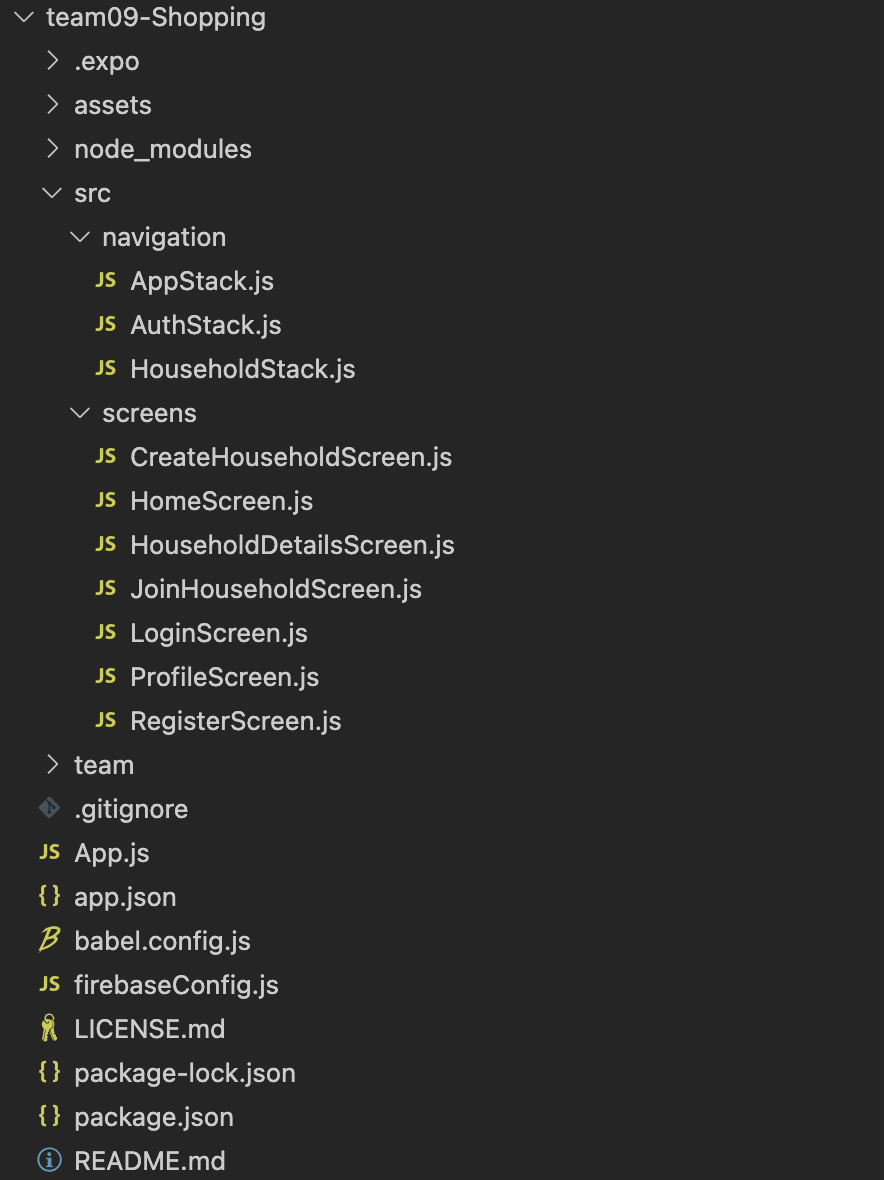 team09-Shopping
.expo
assets
node_modules
src
navigation
JS AppStack.js
JS AuthStack.js
JS HouseholdStack.js
screens
JS CreateHouseholdScreen.js
JS HomeScreen.js
JS HouseholdDetailsScreen.js
JS JoinHouseholdScreen.js
JS LoginScreen.js
JS ProfileScreen.js
JS RegisterScreen.js
team
.gitignore
JS App.js
{} app.json
B babel.config.js
JS firebaseConfig.js
LICENSE.md
{} package-lock.json
{} package.json
i README.md